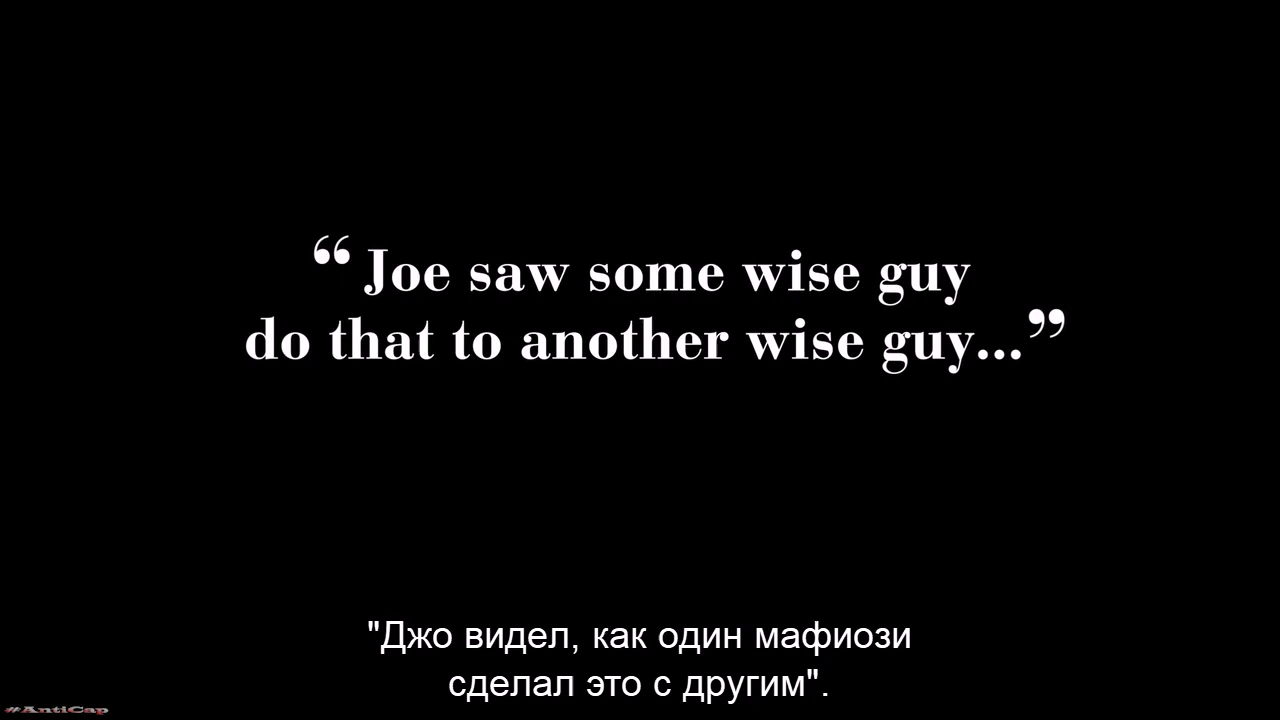 “Joe saw some wise guy
do that to another wise guy...”
"Джо видел, как один мафиози
сделал это с другим".
#AntiCap